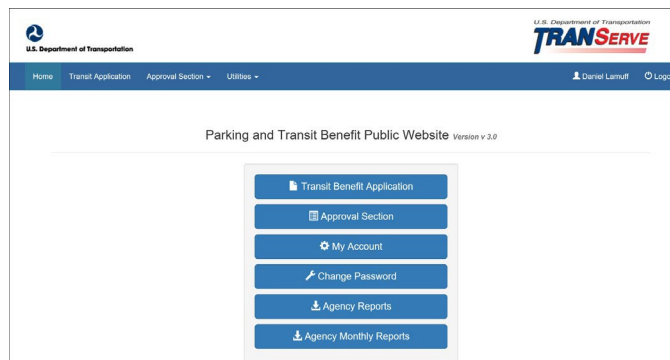 U.S. Department of Transportation
U.S. Department of Transportation
TRANSERVE
Home Transit Application Approval Section Utilities Daniel Lamuff Logo
Parking and Transit Benefit Public Website Version v 3.0
Transit Benefit Application
Approval Section
My Account
Change Password
Agency Reports
Agency Monthly Reports